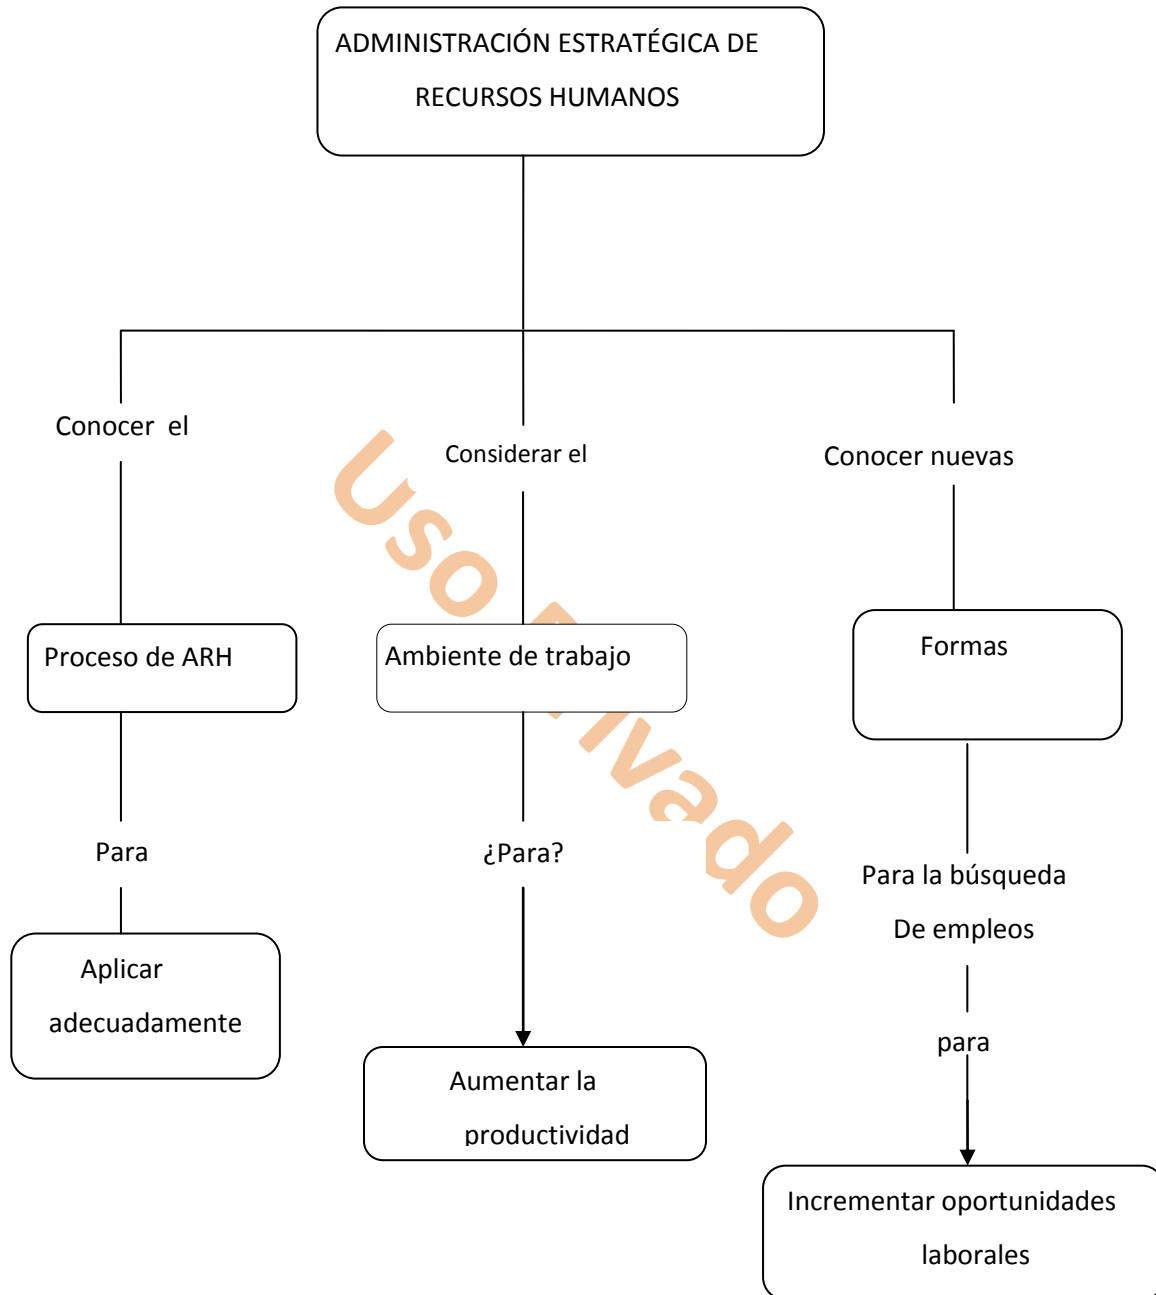 ADMINISTRACIÓN ESTRATÉGICA DE
RECURSOS HUMANOS
Conocer el
Considerar el
Conocer nuevas
Proceso de ARH
Ambiente de trabajo
Formas
Para
¿Para?
Para la búsqueda
De empleos
Aplicar
adecuadamente
para
Aumentar la
productividad
Incrementar oportunidades
laborales
Uso Privado